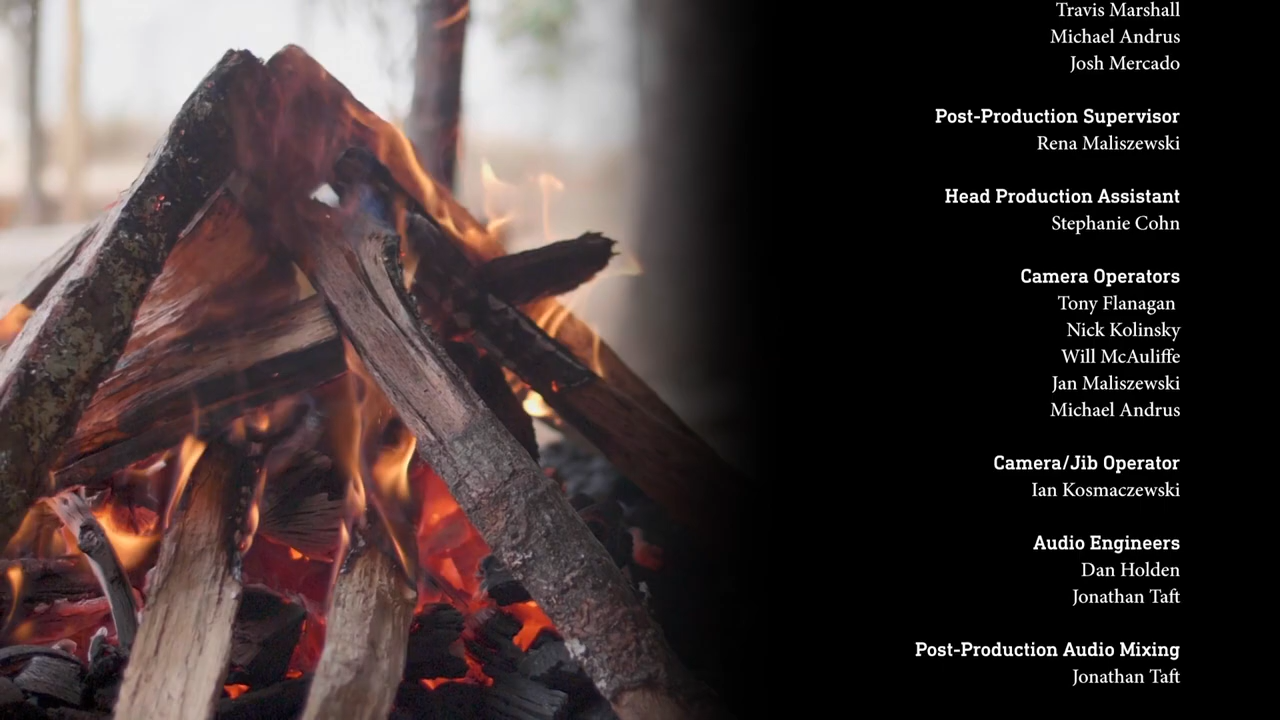 Travis Marshall
Michael Andrus
Josh Mercado
Post-Production Supervisor
Rena Maliszewski
Head Production Assistant
Stephanie Cohn
Camera Operators
Tony Flanagan
Nick Kolinsky
Will McAuliffe
Jan Maliszewski
Michael Andrus
Camera/Jib Operator
Ian Kosmaczewski
Audio Engineers
Dan Holden
Jonathan Taft
Post-Production Audio Mixing
Jonathan Taft